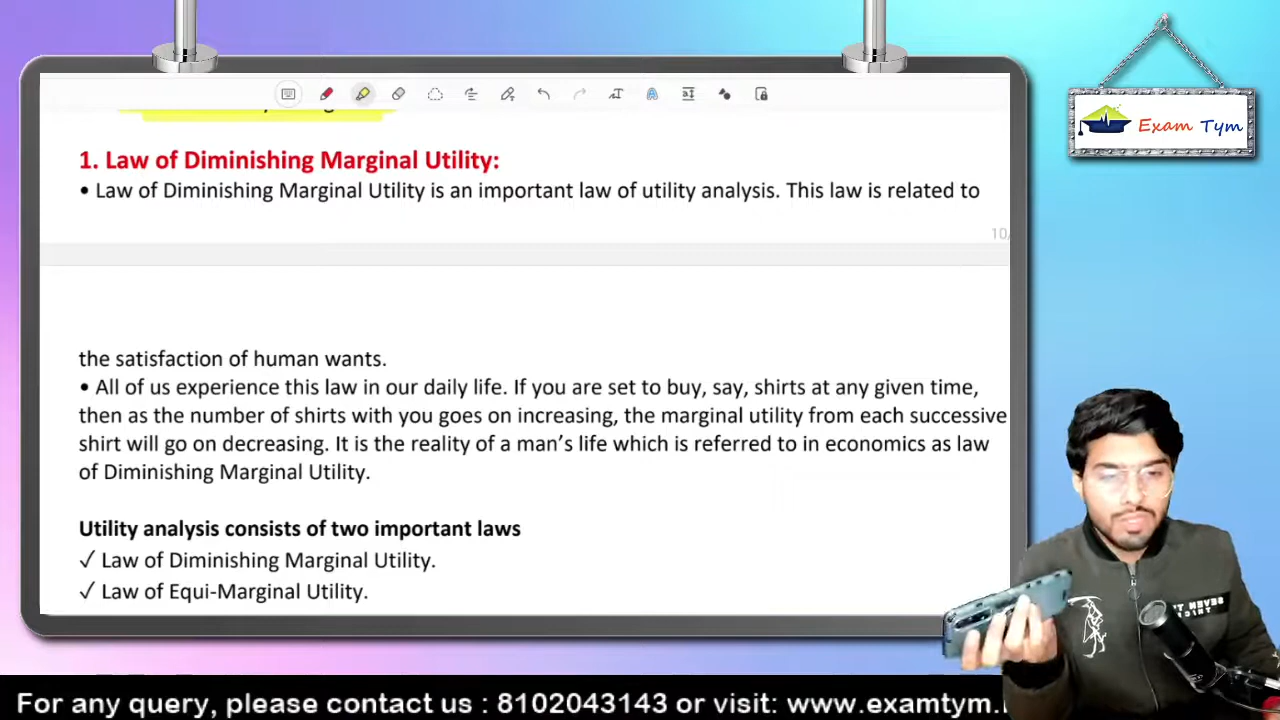 Exam Tym
1. Law of Diminishing Marginal Utility:
• Law of Diminishing Marginal Utility is an important law of utility analysis. This law is related to
10/
the satisfaction of human wants.
• All of us experience this law in our daily life. If you are set to buy, say, shirts at any given time,
then as the number of shirts with you goes on increasing, the marginal utility from each successive
shirt will go on decreasing. It is the reality of a man’s life which is referred to in economics as law
of Diminishing Marginal Utility.
Utility analysis consists of two important laws
✓ Law of Diminishing Marginal Utility.
✓ Law of Equi-Marginal Utility.
SEVEN
For any query, please contact us : 8102043143 or visit: www.examtym.